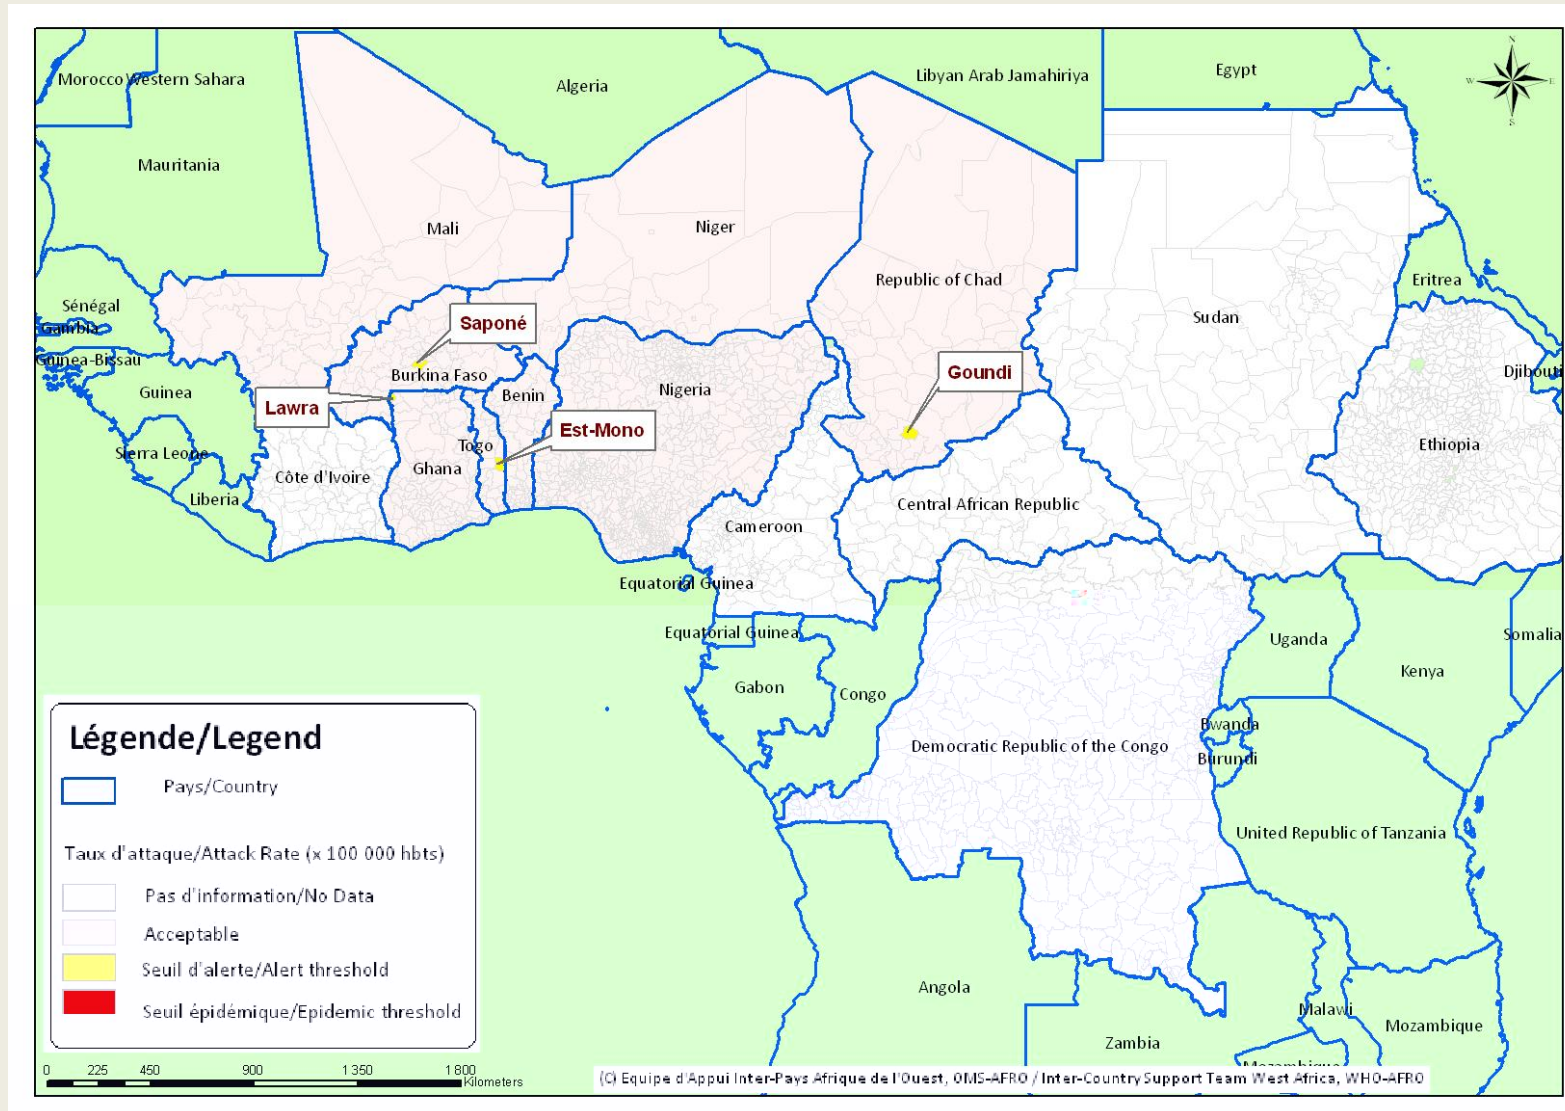 N
W
E
S
Morocco
Western Sahara
Algeria
Libyan Arab Jamahiriya
Egypt
Mauritania
Mali
Niger
Republic of Chad
Sudan
Eritrea
Sénégal
Gambia
Guinea-Bissau
Guinea
Saponé
Burkina Faso
Benin
Nigeria
Goundi
Djibouti
Lawra
Est-Mono
Togo
Ghana
Sierra Leone
Côte d'Ivoire
Liberia
Ethiopia
Central African Republic
Cameroon
Equatorial Guinea
Equatorial Guinea
Uganda
Somalia
Kenya
Gabon
Congo
Rwanda
Democratic Republic of the Congo
Burundi
United Republic of Tanzania
Angola
Malawi
Mozambique
Zambia
Mozambique
Légende/Legend
Pays/Country
Taux d'attaque/Attack Rate (x 100 000 hbts)
Pas d'information/No Data
Acceptable
Seuil d'alerte/Alert threshold
Seuil épidémique/Epidemic threshold
0 225 450 900 1 350 1 800
Kilometers
(C) Equipe d'Appui Inter-Pays Afrique de l'Ouest, OMS-AFRO / Inter-Country Support Team West Africa, WHO-AFRO